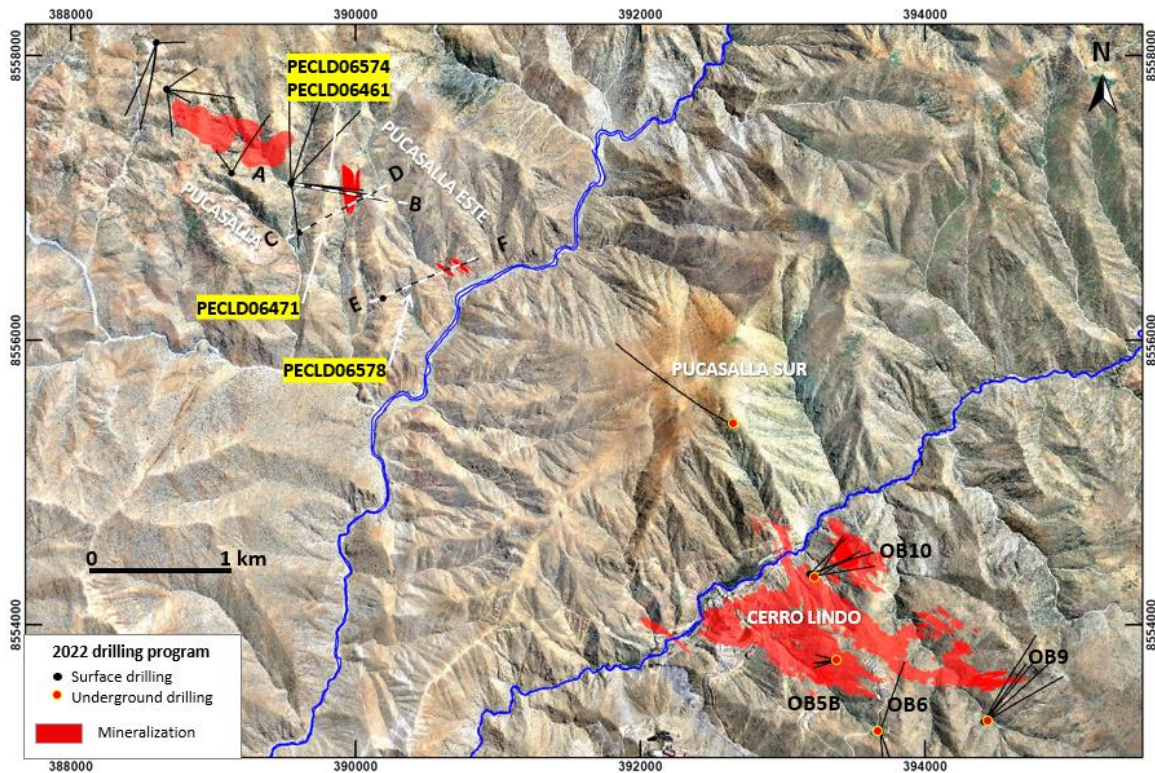 388000 390000 392000 394000
8558000
8558000
N
PECLD06574
PECLD06461
PUCASALLA ESTE
A
D
B
PUCASALLA
C
F
E
PECLD06471
8556000
8556000
PECLD06578
PUCASALLA SUR
0 1 km
OB10
CERRO LINDO
8554000
8554000
OB9
OB5B
OB6
2022 drilling program
Surface drilling
Underground drilling
Mineralization
388000 390000 392000 394000